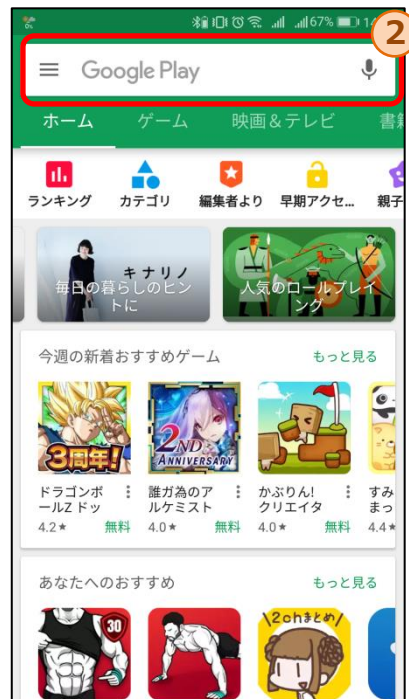 0%
67%
2
Google Play
ホーム ゲーム 映画&テレビ
ランキング カテゴリ 編集者より 早期アクセ... 親子
キナリノ
毎日の暮らしのヒン
トに
人気のロールプレイ
ング
今週の新着おすすめゲーム もっと見る
3周年!
2ND
ANNIVERSARY
ドラゴンボ
ールZ ドッ
4.2★ 無料
誰ガ為のア
ルケミスト
4.0★ 無料
かぶりん!
クリエイタ
4.0★ 無料
すみ
まっ
4.4★
あなたへのおすすめ もっと見る
30
2chまとめ